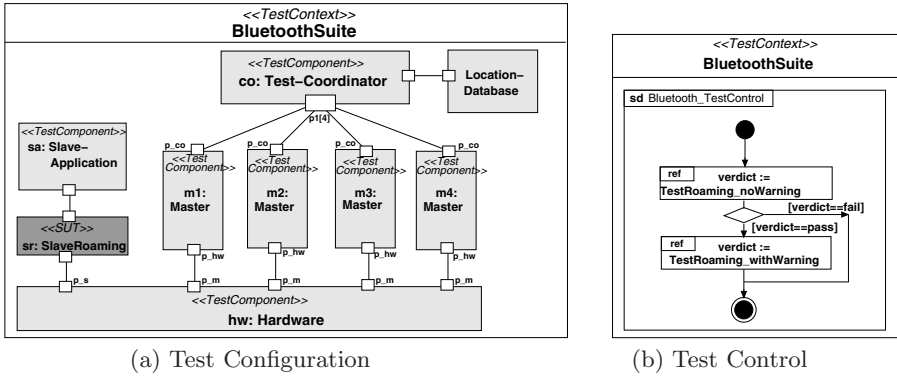 <<TestContext>>
BluetoothSuite
<<TestComponent>>
co: Test-Coordinator
Location-
Database
p1[4]
<<TestComponent>>
sa: Slave-
Application
<<SUT>>
sr: SlaveRoaming
p_s
p_co
<<Test
Component>>
m1:
Master
p_hw
p_m
p_co
<<Test
Component>>
m2:
Master
p_hw
p_m
p_co
<<Test
Component>>
m3:
Master
p_hw
p_m
p_co
<<Test
Component>>
m4:
Master
p_hw
p_m
<<TestComponent>>
hw: Hardware
(a) Test Configuration
<<TestContext>>
BluetoothSuite
sd Bluetooth_TestControl
ref
verdict :=
TestRoaming_noWarning
[verdict==fail]
[verdict==pass]
ref
verdict :=
TestRoaming_withWarning
(b) Test Control